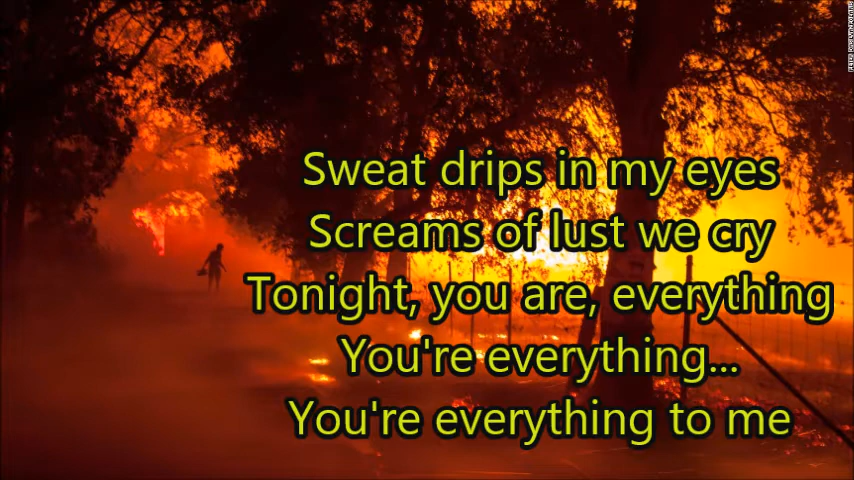 Sweat drips in my eyes
Screams of lust we cry
Tonight, you are, everything
You're everything...
You're everything to me